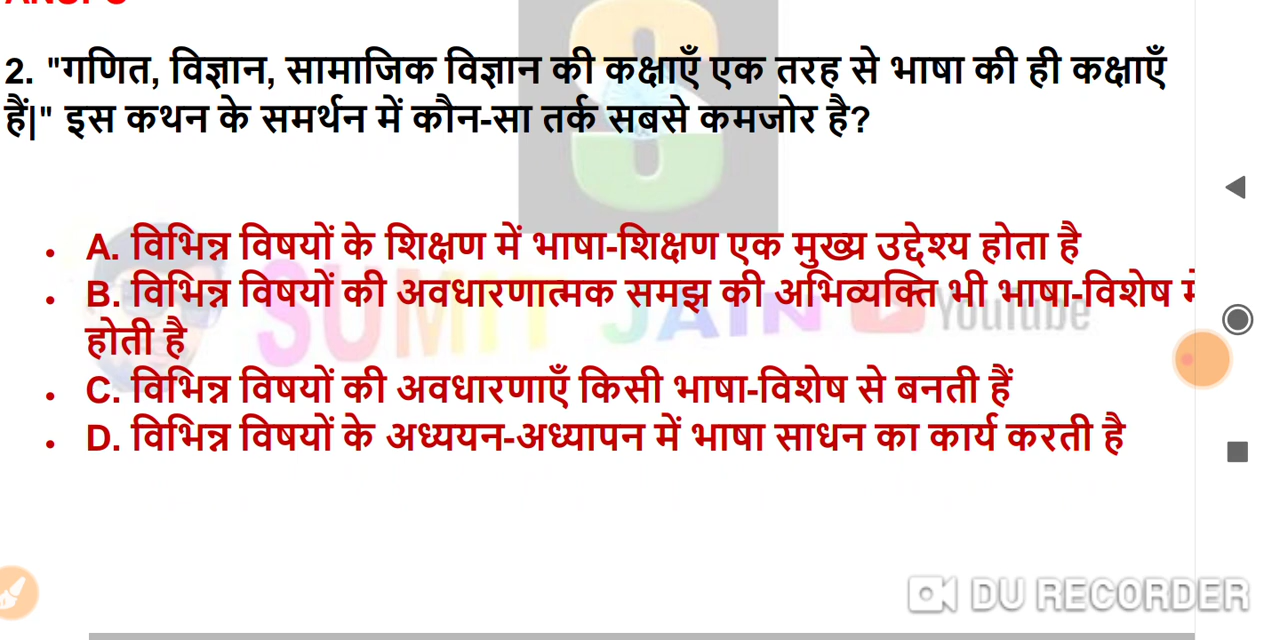 2. "गणित, विज्ञान, सामाजिक विज्ञान की कक्षाएँ एक तरह से भाषा की ही कक्षाएँ
हैं|" इस कथन के समर्थन में कौन-सा तर्क सबसे कमजोर है?
• A. विभिन्न विषयों के शिक्षण में भाषा-शिक्षण एक मुख्य उद्देश्य होता है
• B. विभिन्न विषयों की अवधारणात्मक समझ की अभिव्यक्ति भी भाषा-विशेष में
होती है
SUMIT JAIN YouTube
• C. विभिन्न विषयों की अवधारणाएँ किसी भाषा-विशेष से बनती हैं
• D. विभिन्न विषयों के अध्ययन-अध्यापन में भाषा साधन का कार्य करती है
DU RECORDER